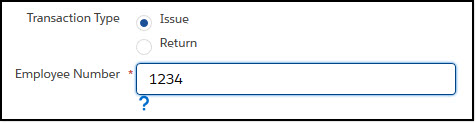 Transaction Type Issue
Return
Employee Number * 1234
?